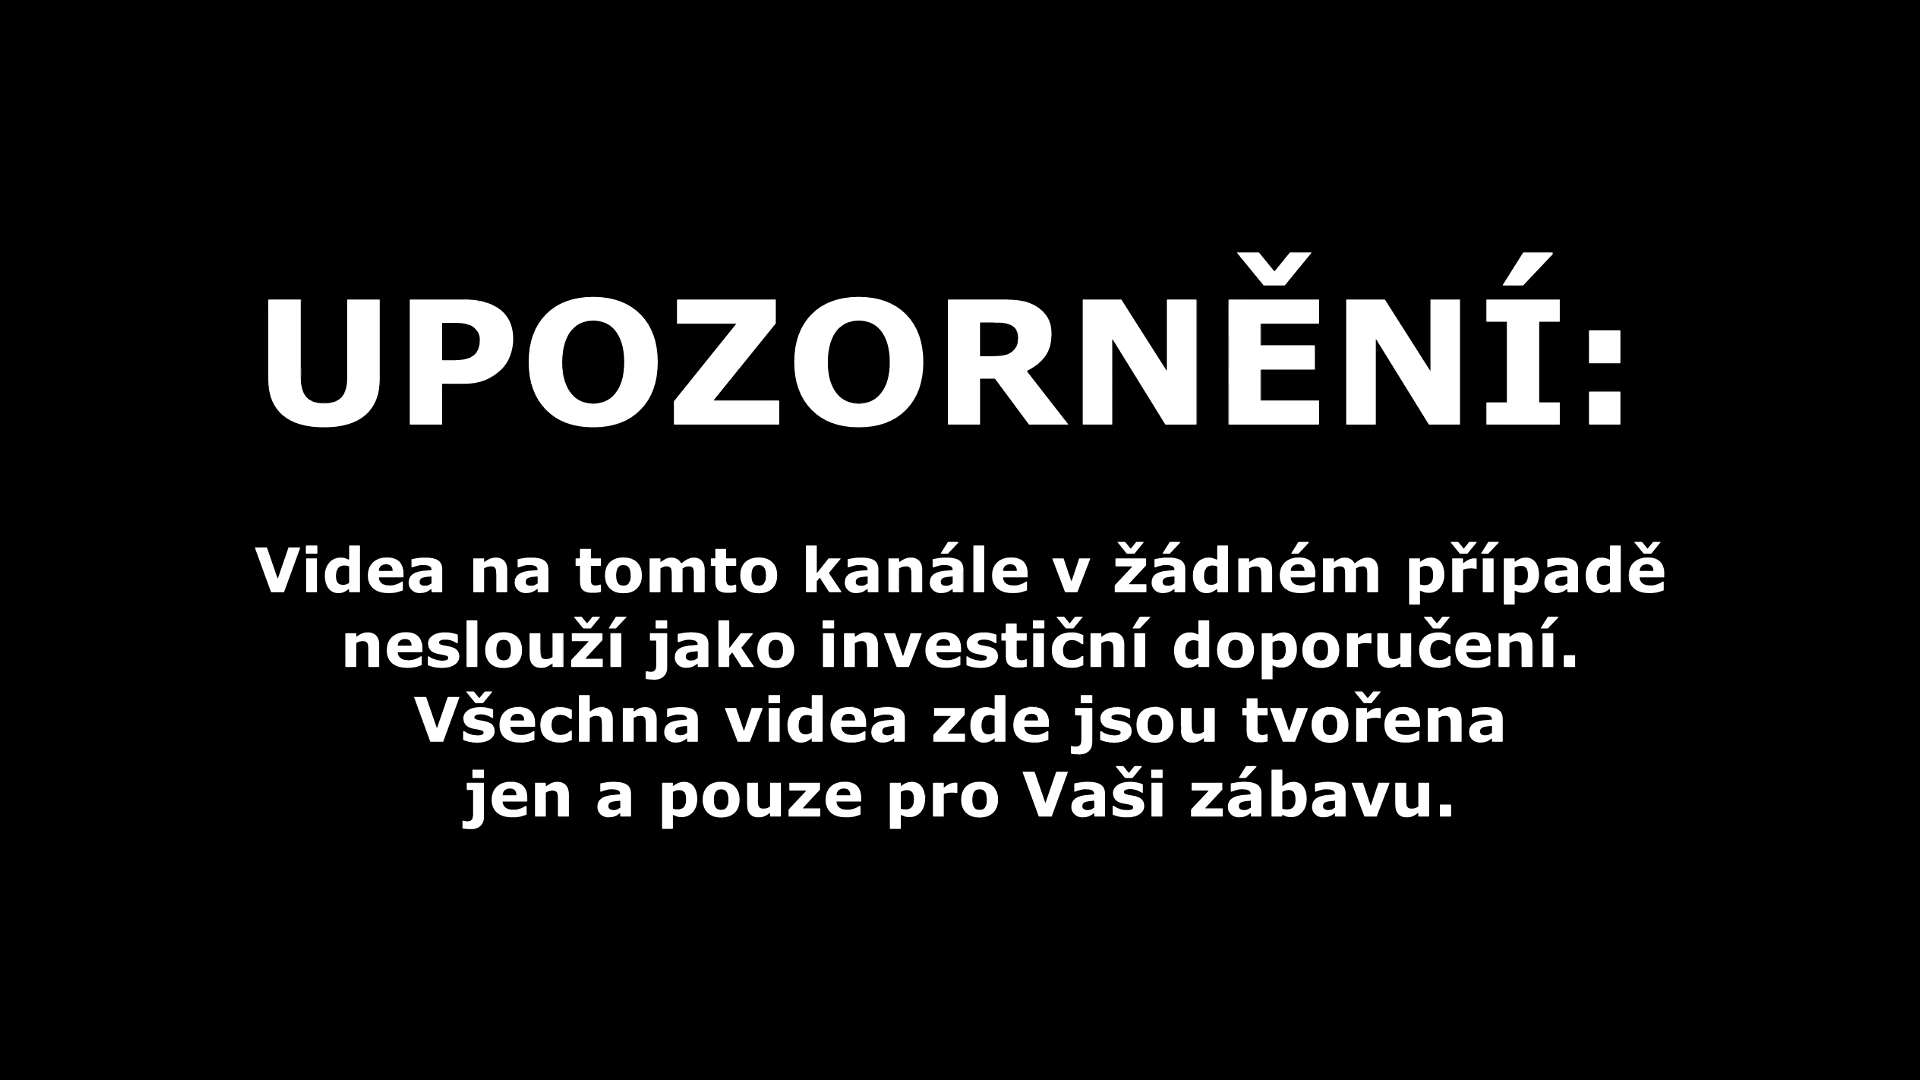 UPOZORNĚNÍ:
Videa na tomto kanále v žádném případě
neslouží jako investiční doporučení.
Všechna videa zde jsou tvořena
jen a pouze pro Vaši zábavu.